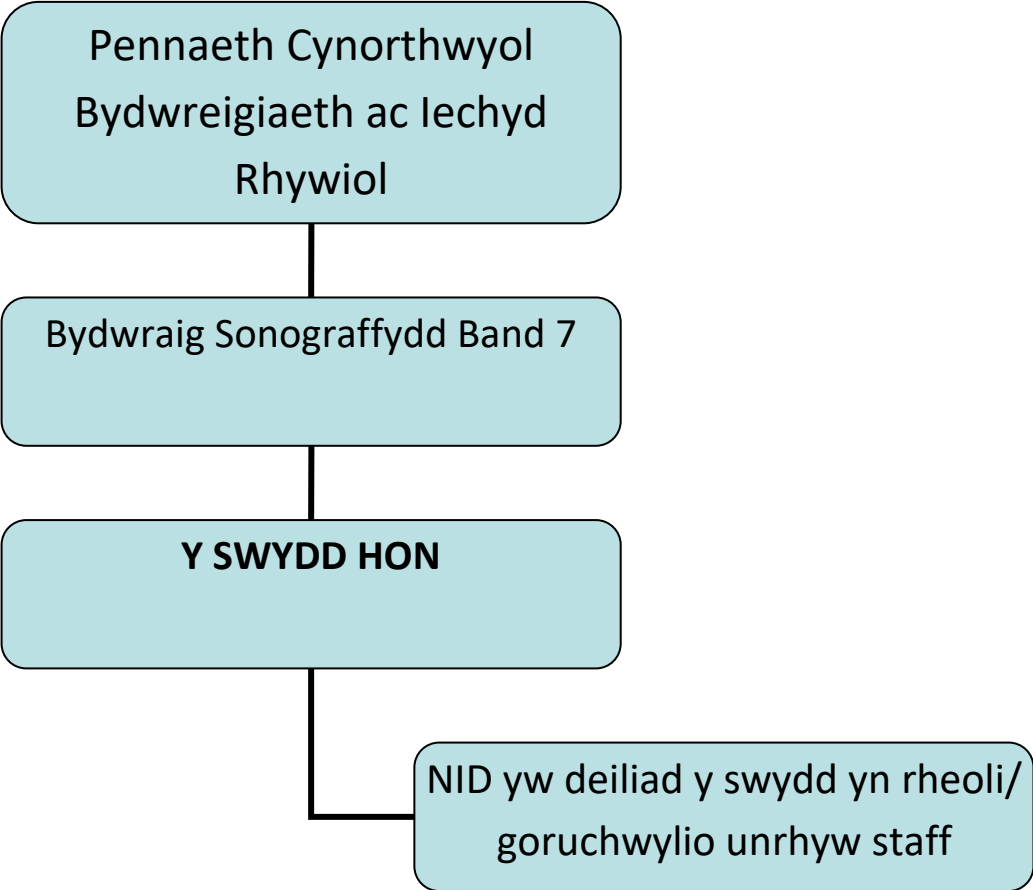 Pennaeth Cynorthwyol
Bydwreigiaeth ac Iechyd
Rhywiol
Bydwraig Sonograffydd Band 7
Y SWYDD HON
NID yw deiliad y swydd yn rheoli/
goruchwylio unrhyw staff